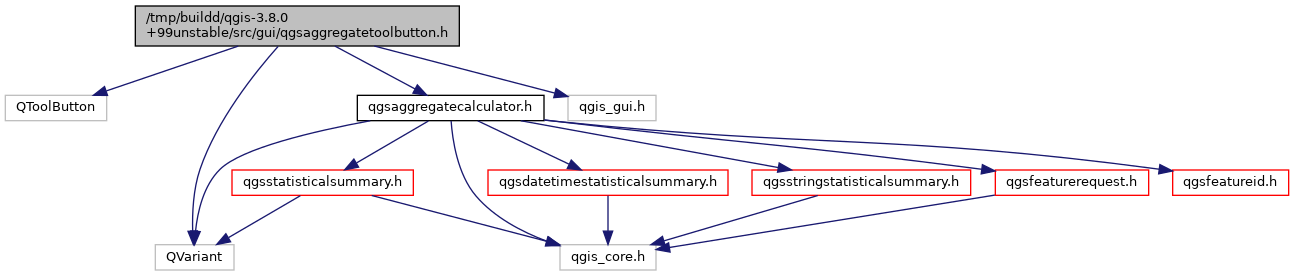 /tmp/buildd/qgis-3.8.0
+99unstable/src/gui/qgsaggregatetoolbutton.h
QToolButton
qgsaggregatecalculator.h
qgis_gui.h
qgsstatisticalsummary.h
qgsdatetimestatisticalsummary.h
qgsstringstatisticalsummary.h
qgsfeaturerequest.h
qgsfeatureid.h
QVariant
qgis_core.h